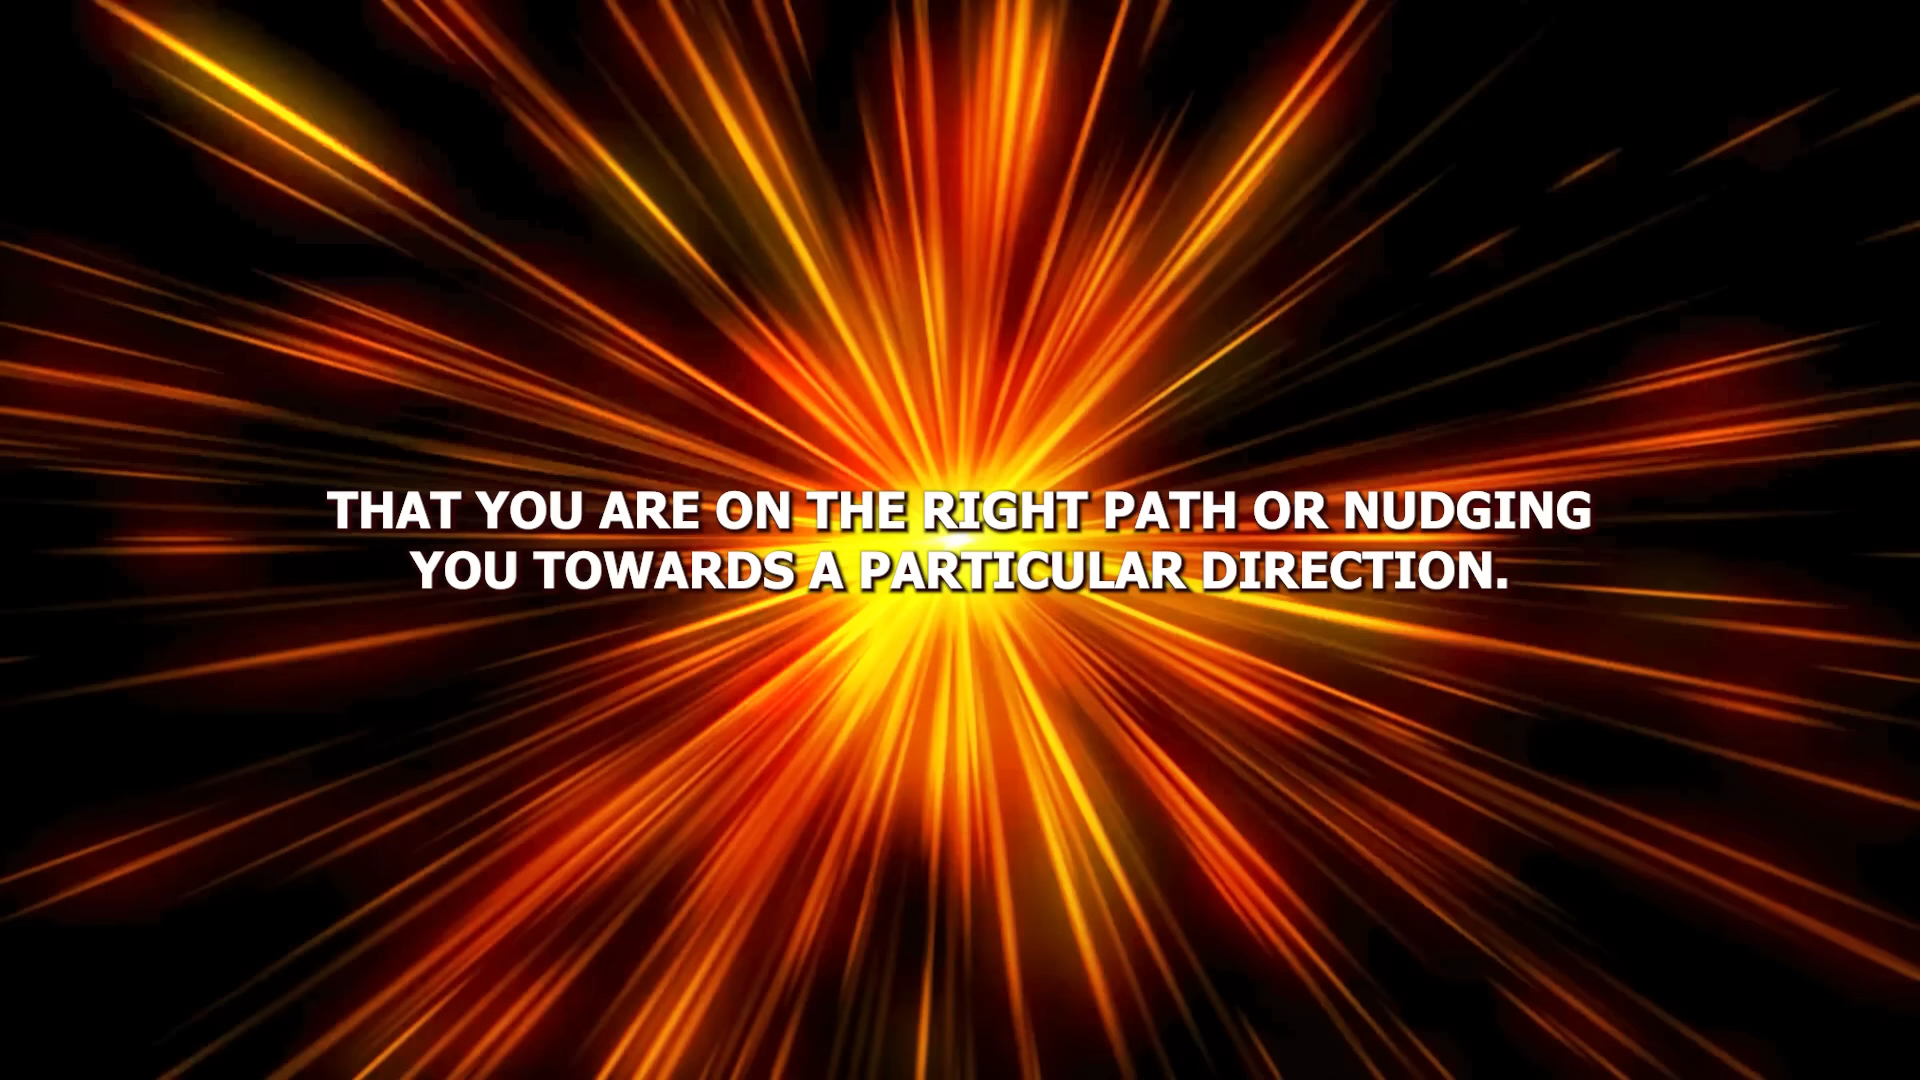 THAT YOU ARE ON THE RIGHT PATH OR NUDGING
YOU TOWARDS A PARTICULAR DIRECTION.